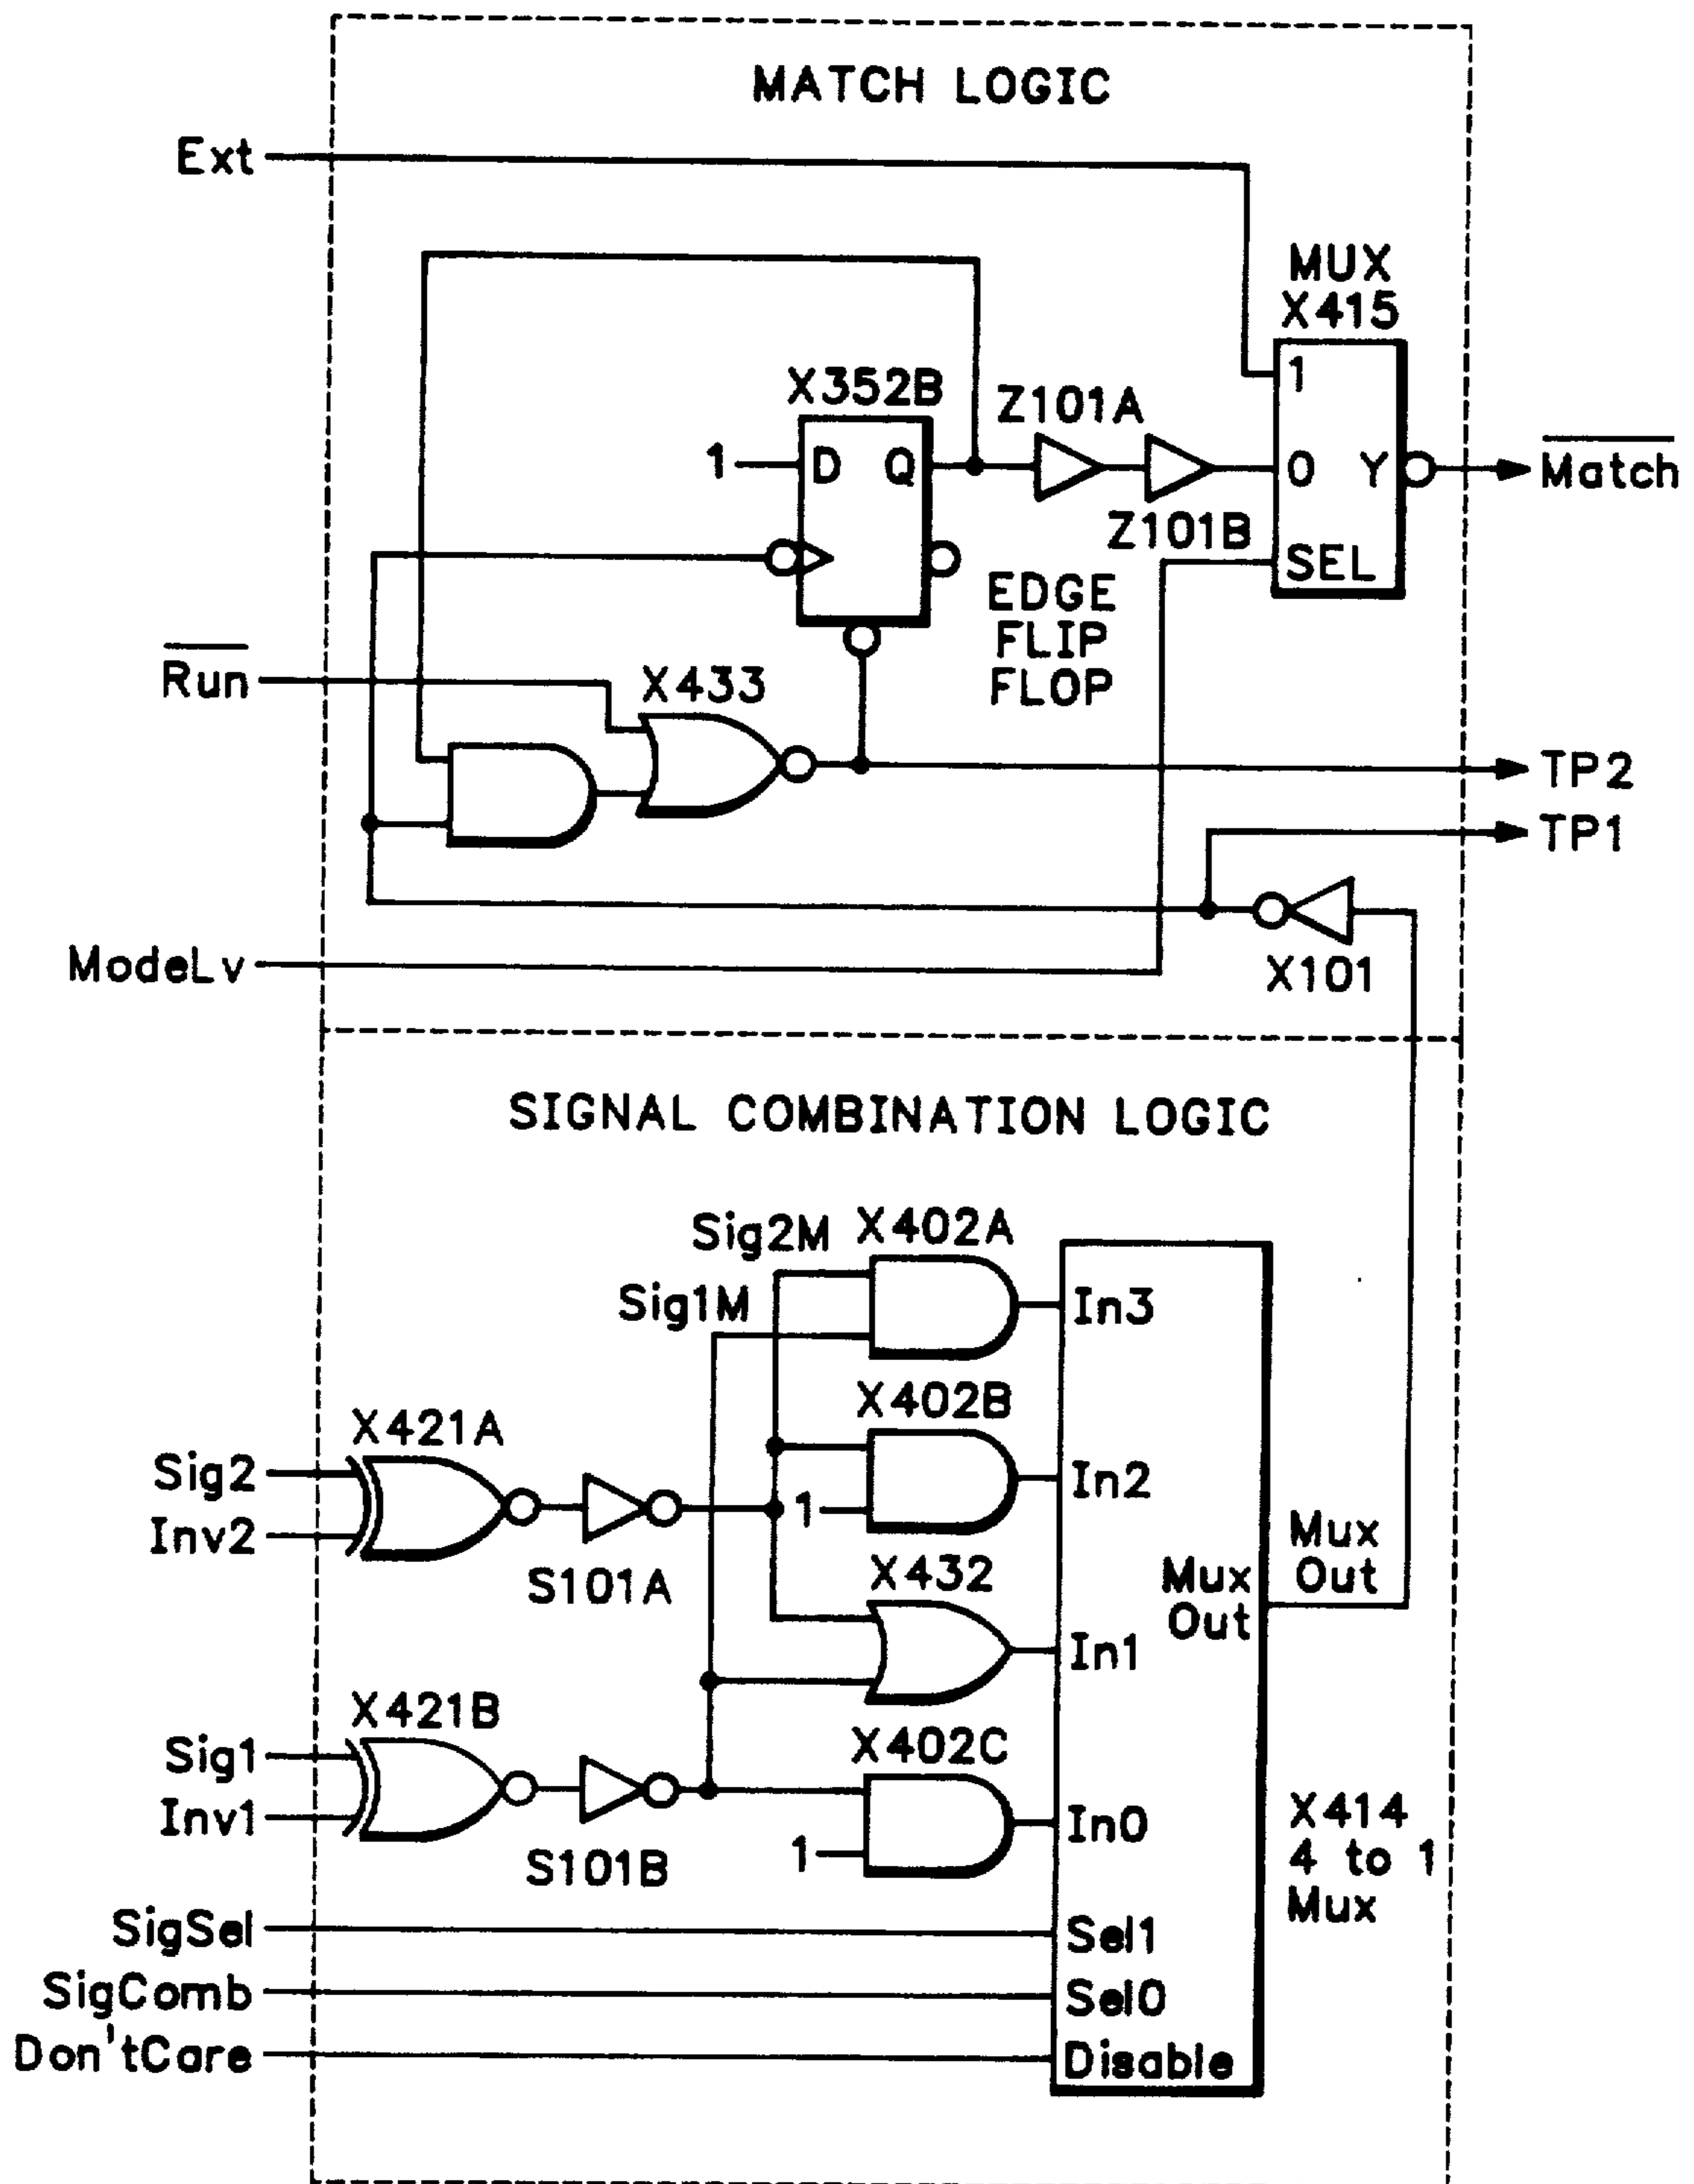 MATCH LOGIC
Ext
MUX
X415
1
X352B
Z101A
1
D
Q
0
Y
Match
Z101B
SEL
EDGE
FLIP
FLOP
Run
X433
TP2
TP1
ModeLv
X101
SIGNAL COMBINATION LOGIC
Sig2M
X402A
Sig1M
In3
X402B
X421A
Sig2
Inv2
1
In2
S101A
X432
Mux
Out
Mux
Out
In1
X421B
Sig1
Inv1
X402C
1
In0
S101B
X414
4 to 1
Mux
SigSel
Sel1
SigComb
Sel0
Don'tCare
Disable